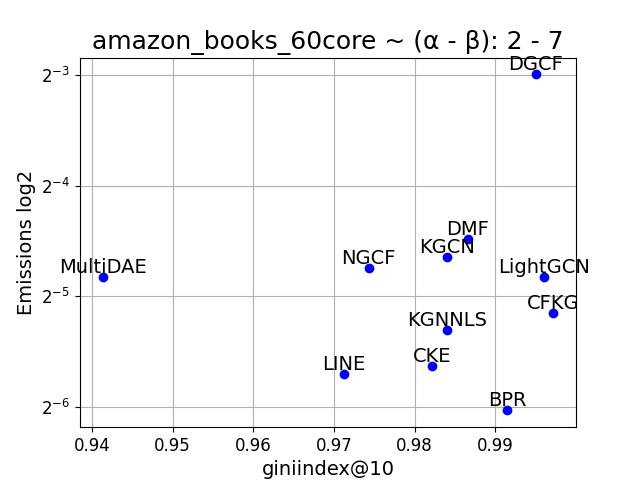 amazon_books_60core ~ (α - β): 2 - 7
DGCF
2⁻³
2⁻⁴
DMF
KGCN
NGCF
MultiDAE
LightGCN
2⁻⁵
CFKG
KGNNLS
CKE
LINE
BPR
2⁻⁶
Emissions log2
0.94 0.95 0.96 0.97 0.98 0.99
giniindex@10